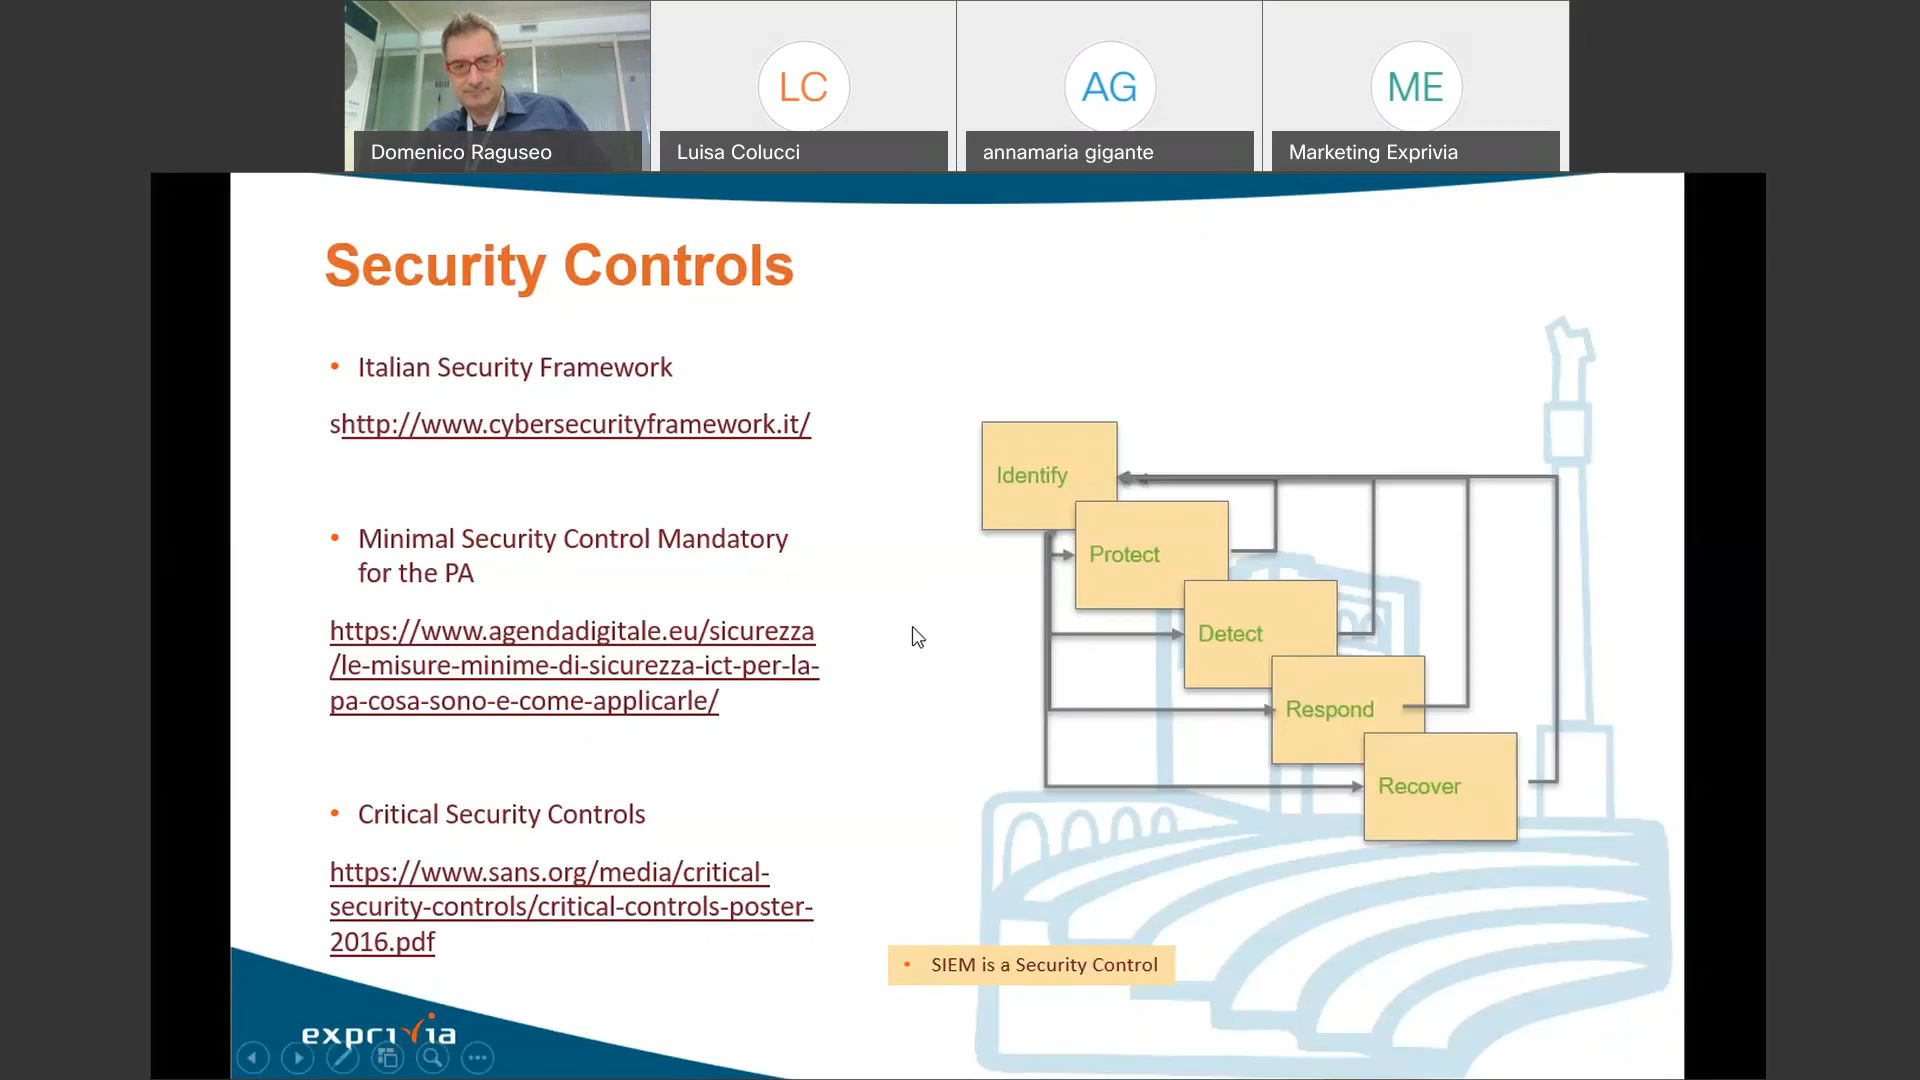 LC
AG
ME
Domenico Raguseo
Luisa Colucci
annamaria gigante
Marketing Exprivia
Security Controls
• Italian Security Framework
shttp://www.cybersecurityframework.it/
• Minimal Security Control Mandatory
for the PA
https://www.agendadigitale.eu/sicurezza
/le-misure-minime-di-sicurezza-ict-per-la-
pa-cosa-sono-e-come-applicarle/
• Critical Security Controls
https://www.sans.org/media/critical-
security-controls/critical-controls-poster-
2016.pdf
Identify
Protect
Detect
Respond
Recover
• SIEM is a Security Control
exprivia